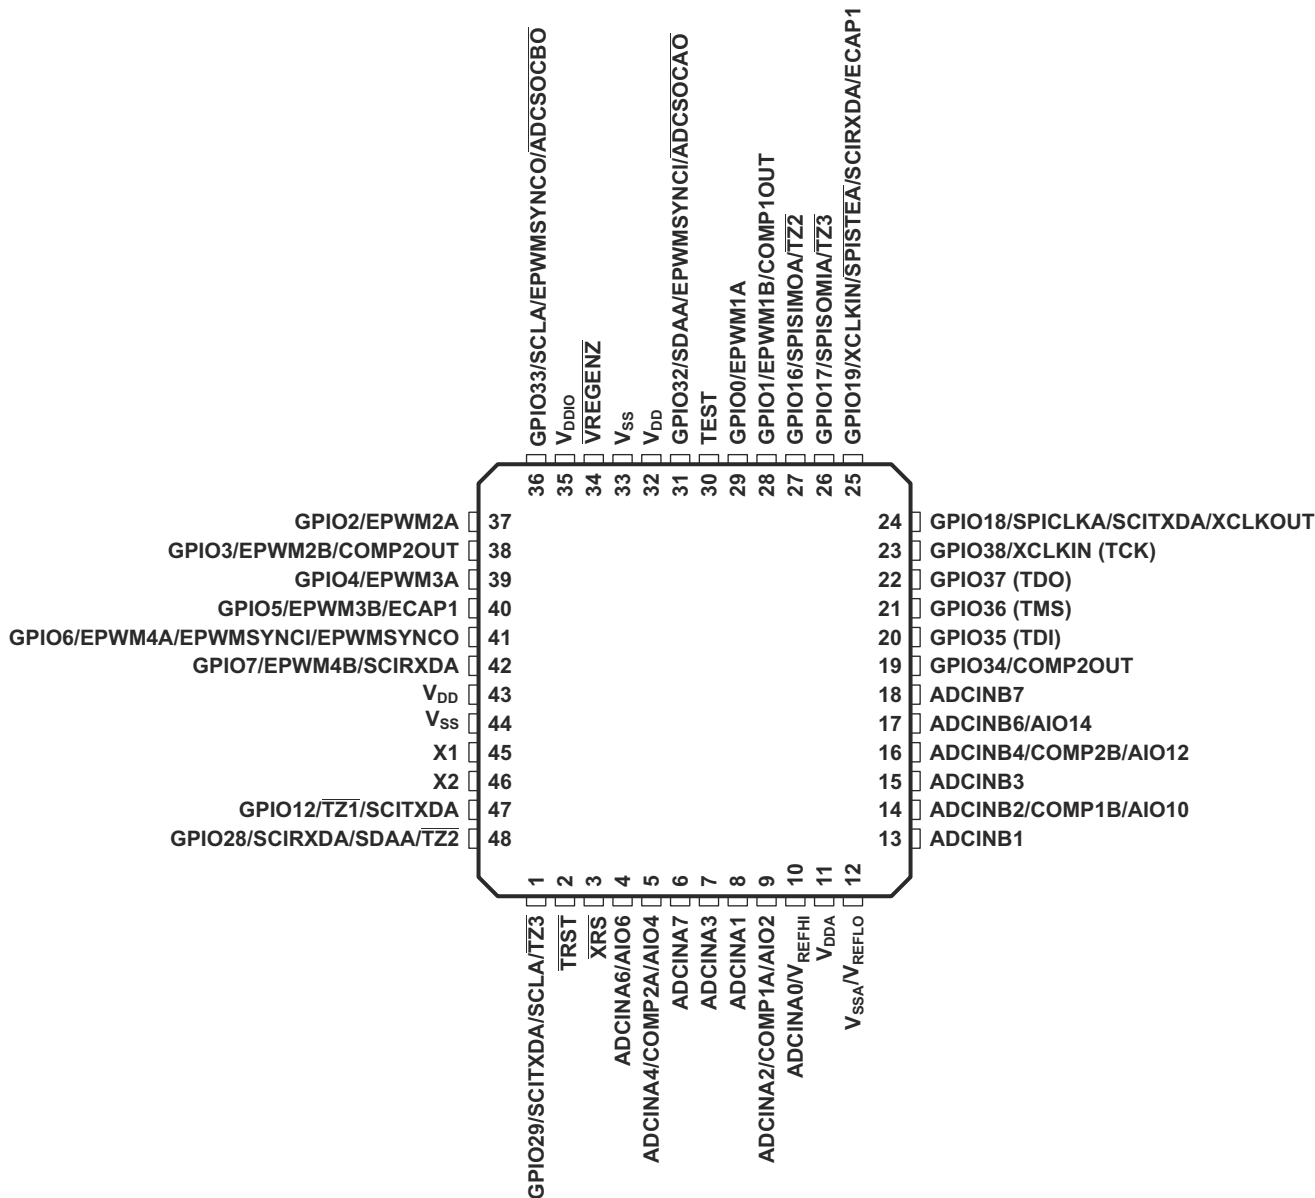 GPIO33/SCLA/EPWMSYNCO/ADCSOCBO
VDDIO
VREGENZ
VSS
VDD
GPIO32/SDAA/EPWMSYNCI/ADCSOCAO
TEST
GPIO0/EPWM1A
GPIO1/EPWM1B/COMP1OUT
GPIO16/SPISIMOA/TZ2
GPIO17/SPISOMIA/TZ3
GPIO19/XCLKIN/SPISTEA/SCIRXDA/ECAP1
36
35
34
33
32
31
30
29
28
27
26
25
GPIO2/EPWM2A 37
GPIO3/EPWM2B/COMP2OUT 38
GPIO4/EPWM3A 39
GPIO5/EPWM3B/ECAP1 40
GPIO6/EPWM4A/EPWMSYNCI/EPWMSYNCO 41
GPIO7/EPWM4B/SCIRXDA 42
VDD 43
VSS 44
X1 45
X2 46
GPIO12/TZ1/SCITXDA 47
GPIO28/SCIRXDA/SDAA/TZ2 48
24 GPIO18/SPICLKA/SCITXDA/XCLKOUT
23 GPIO38/XCLKIN (TCK)
22 GPIO37 (TDO)
21 GPIO36 (TMS)
20 GPIO35 (TDI)
19 GPIO34/COMP2OUT
18 ADCINB7
17 ADCINB6/AIO14
16 ADCINB4/COMP2B/AIO12
15 ADCINB3
14 ADCINB2/COMP1B/AIO10
13 ADCINB1
1
2
3
4
5
6
7
8
9
10
11
12
GPIO29/SCITXDA/SCLA/TZ3
TRST
XRS
ADCINA6/AIO6
ADCINA4/COMP2A/AIO4
ADCINA7
ADCINA3
ADCINA1
ADCINA2/COMP1A/AIO2
ADCINA0/VREFHI
VDDA
VSSA/VREFLO